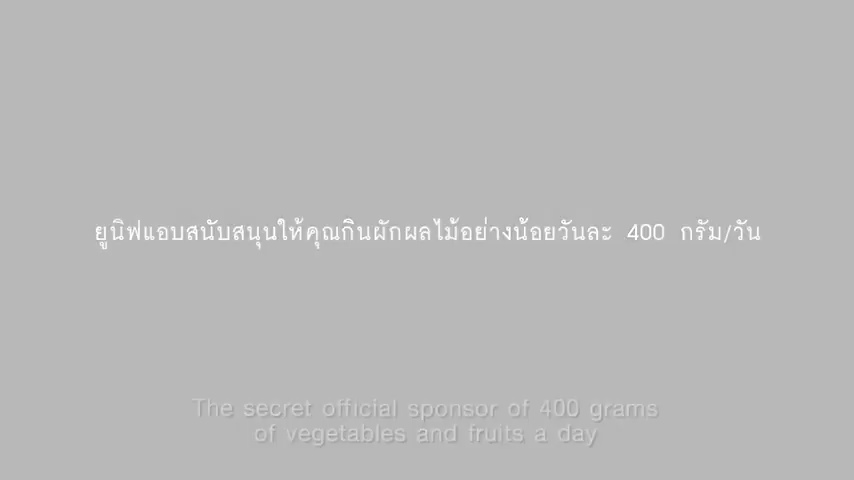 ยูนิฟแอบสนับสนุนให้คุณกินผักผลไม้อย่างน้อยวันละ 400 กรัม/วัน
The secret official sponsor of 400 grams
of vegetables and fruits a day